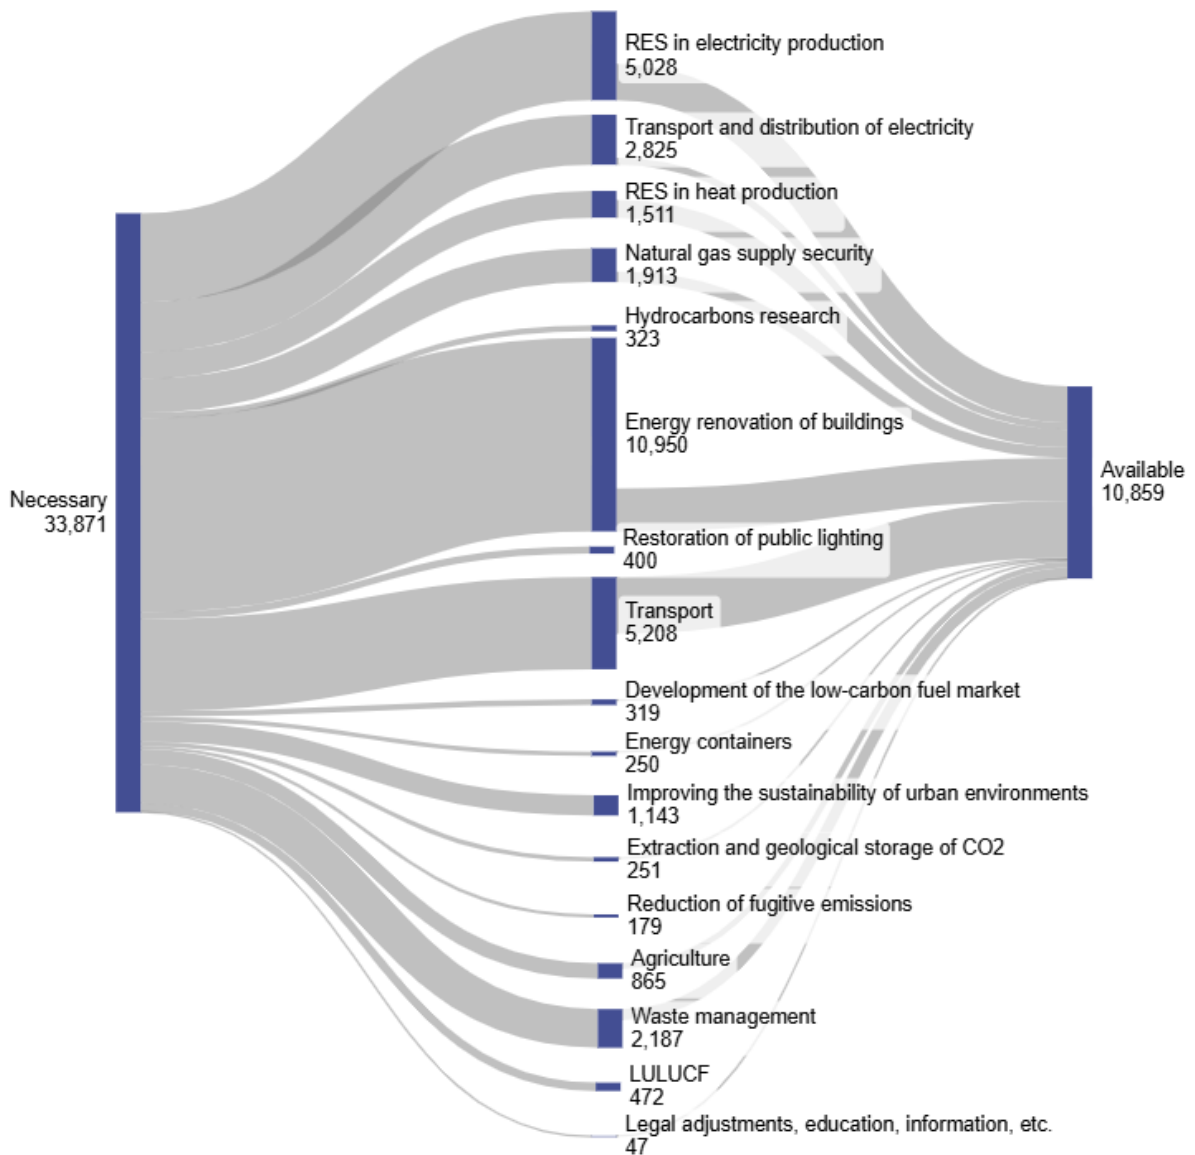 RES in electricity production
5,028
Transport and distribution of electricity
2,825
RES in heat production
1,511
Natural gas supply security
1,913
Hydrocarbons research
323
Energy renovation of buildings
10,950
Necessary
33,871
Available
10,859
Restoration of public lighting
400
Transport
5,208
Development of the low-carbon fuel market
319
Energy containers
250
Improving the sustainability of urban environments
1,143
Extraction and geological storage of CO2
251
Reduction of fugitive emissions
179
Agriculture
865
Waste management
2,187
LULUCF
472
Legal adjustments, education, information, etc.
47